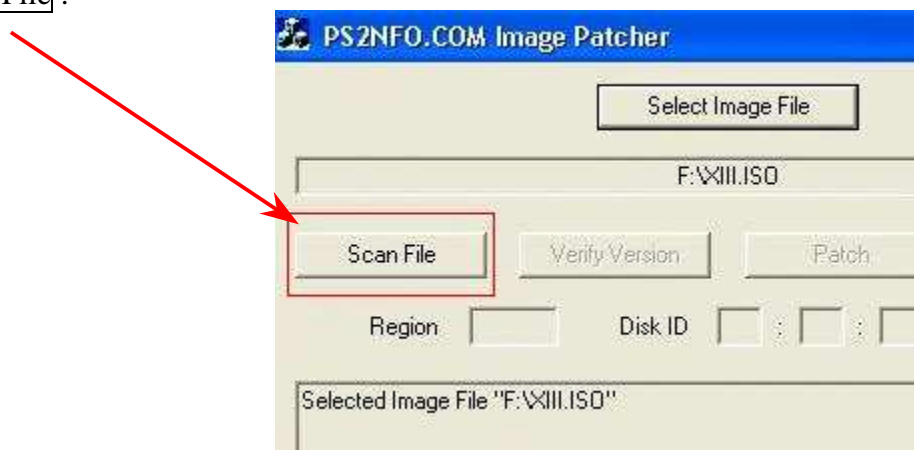 File .
PS2NFO.COM Image Patcher
Select Image File
F:\XIII.ISO
Scan File Verify Version Patch
Region Disk ID : :
Selected Image File "F:\XIII.ISO"